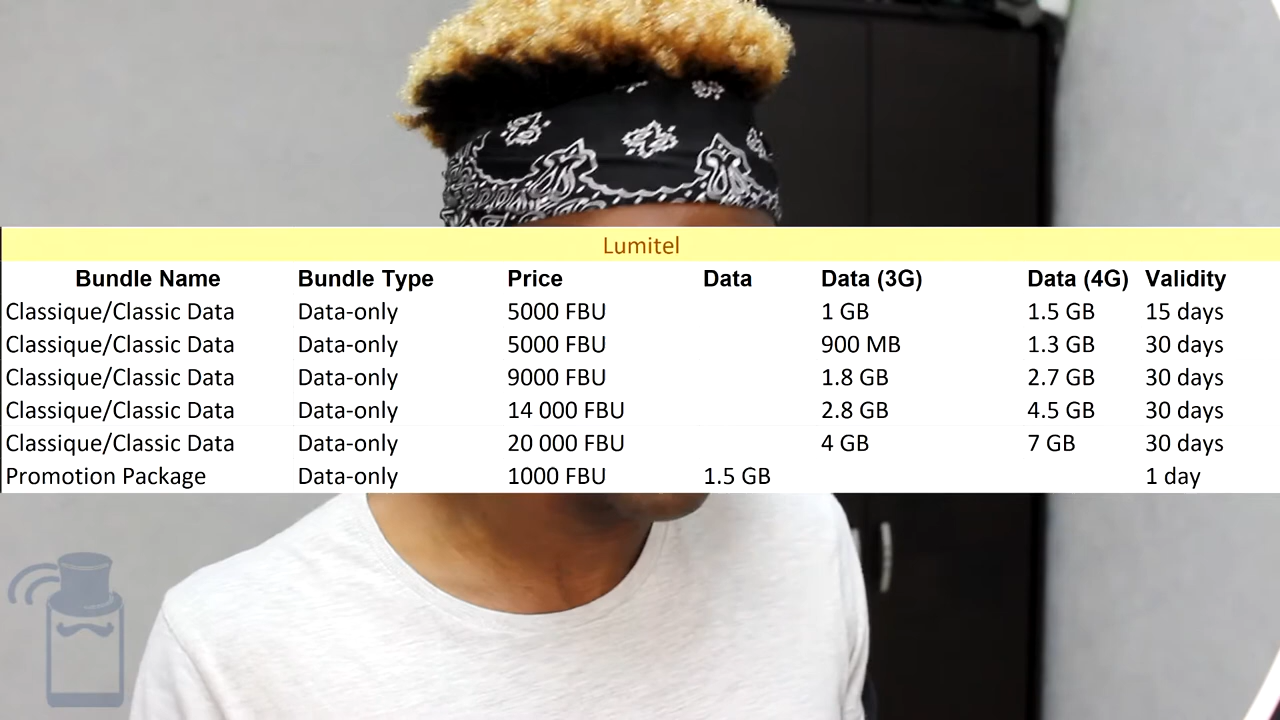 Lumitel
Bundle Name Bundle Type Price Data Data (3G) Data (4G) Validity
Classique/Classic Data Data-only 5000 FBU 1 GB 1.5 GB 15 days
Classique/Classic Data Data-only 5000 FBU 900 MB 1.3 GB 30 days
Classique/Classic Data Data-only 9000 FBU 1.8 GB 2.7 GB 30 days
Classique/Classic Data Data-only 14 000 FBU 2.8 GB 4.5 GB 30 days
Classique/Classic Data Data-only 20 000 FBU 4 GB 7 GB 30 days
Promotion Package Data-only 1000 FBU 1.5 GB 1 day